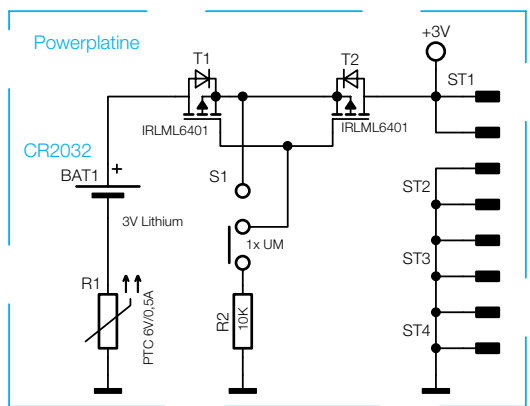 Powerplatine
T1
T2
+3V
ST1
IRLML6401
IRLML6401
CR2032
BAT1
+
S1
ST2
3V Lithium
1x UM
ST3
R1
PTC 6V/0,5A
R2
10K
ST4